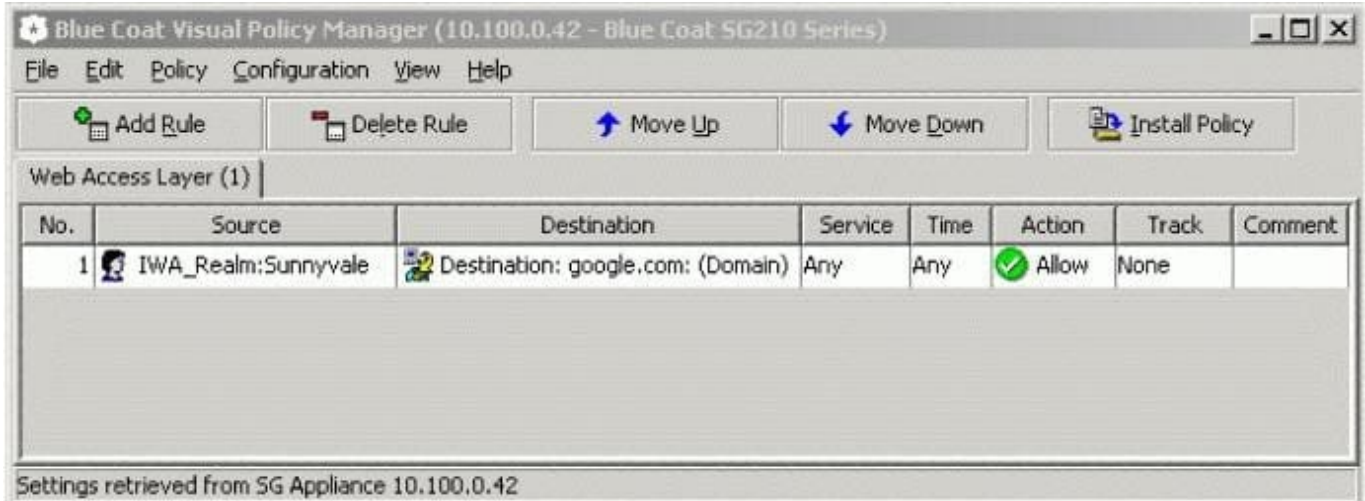 Blue Coat Visual Policy Manager (10.100.0.42 - Blue Coat SG210 Series)
File Edit Policy Configuration View Help
Add Rule Delete Rule Move Up Move Down Install Policy
Web Access Layer (1)
No. Source Destination Service Time Action Track Comment
1 IWA_Realm:Sunnyvale Destination: google.com: (Domain) Any Any Allow None
Settings retrieved from SG Appliance 10.100.0.42